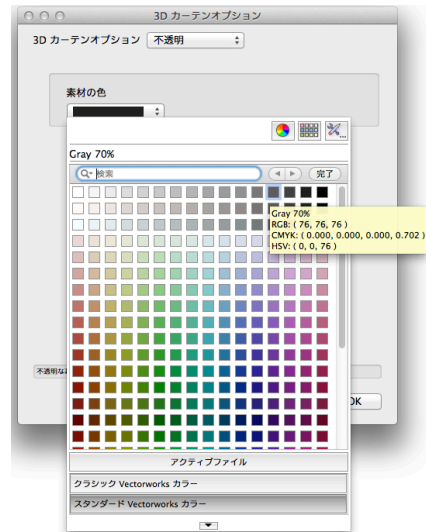 3D カーテンオプション
3D カーテンオプション 不透明
素材の色
Gray 70%
検索
完了
Gray 70%
RGB: ( 76, 76, 76 )
CMYK: ( 0.000, 0.000, 0.000, 0.702 )
HSV: ( 0, 0, 76 )
不透明な
OK
アクティブファイル
クラシック Vectorworks カラー
スタンダード Vectorworks カラー